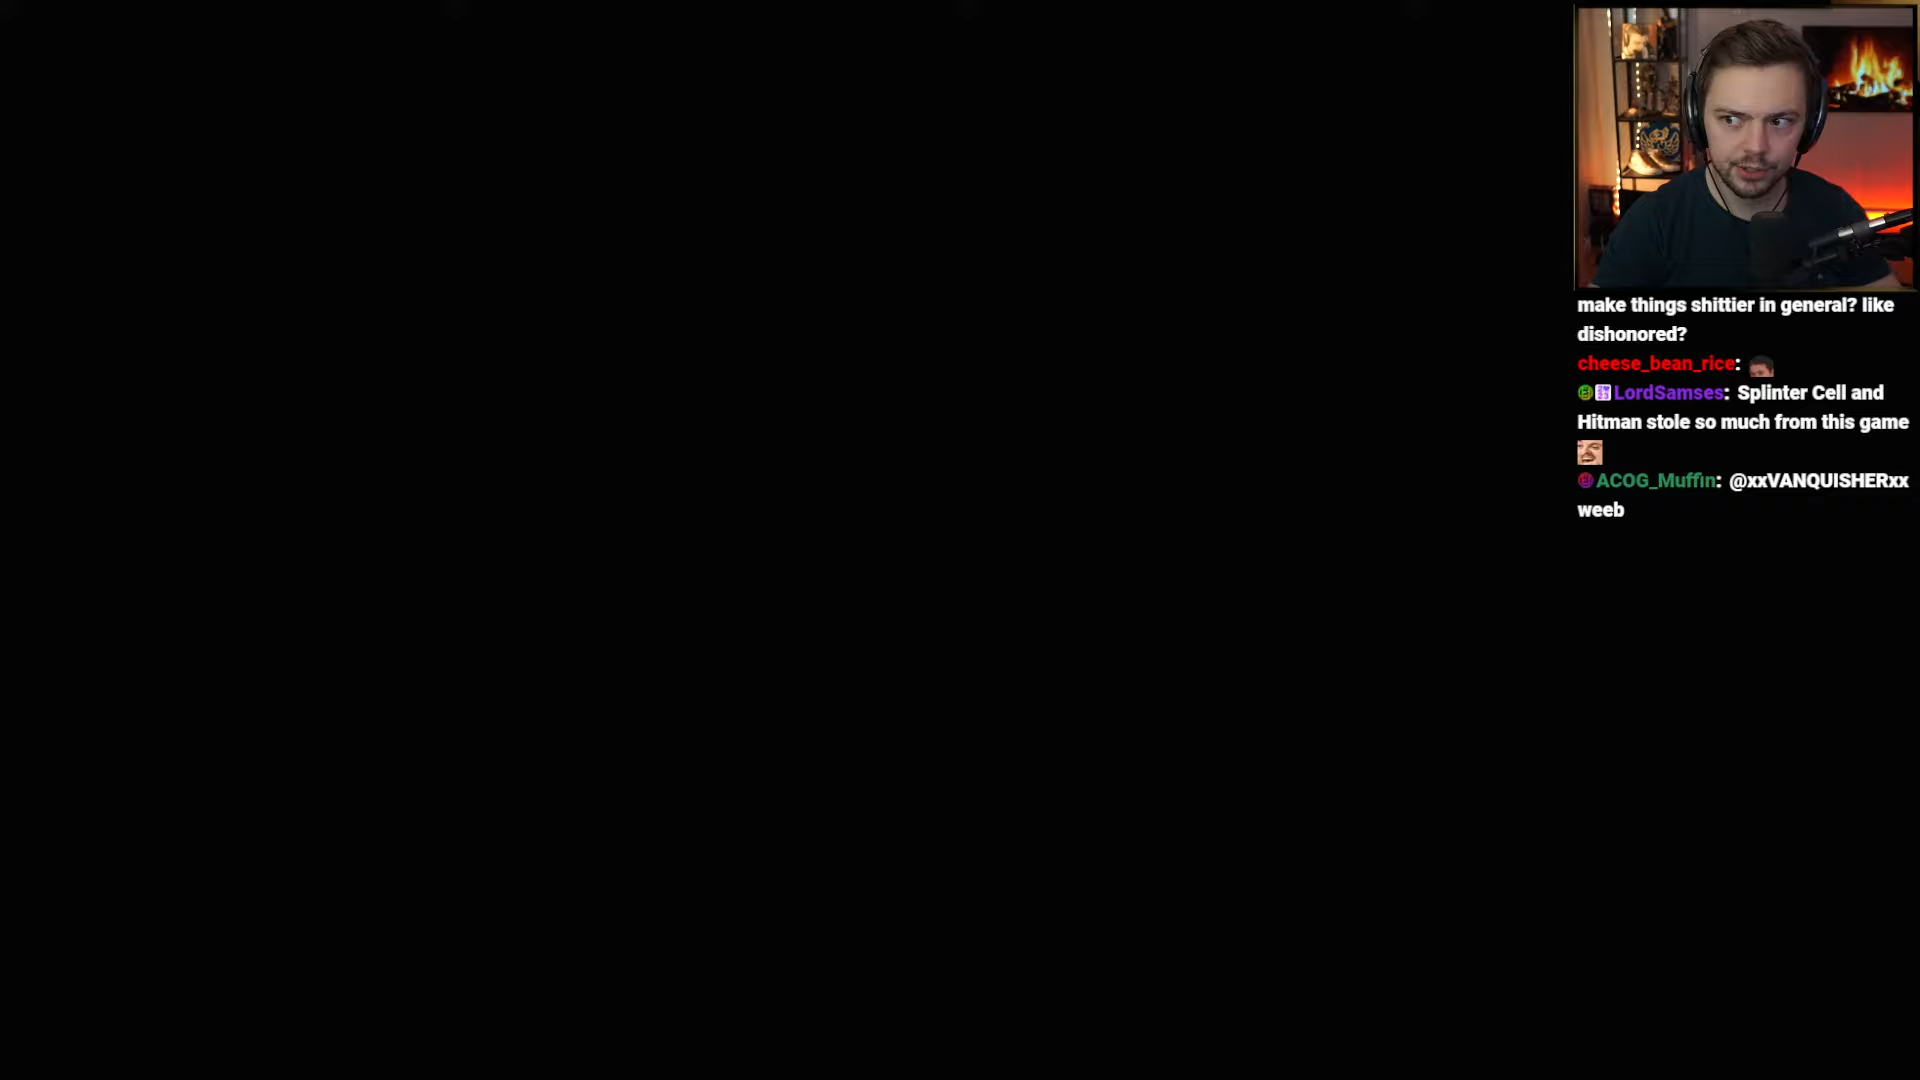 make things shittier in general? like
dishonored?
cheese_bean_rice:
LordSamses: Splinter Cell and
Hitman stole so much from this game
ACOG_Muffin: @xxVANQUISHERxx
weeb